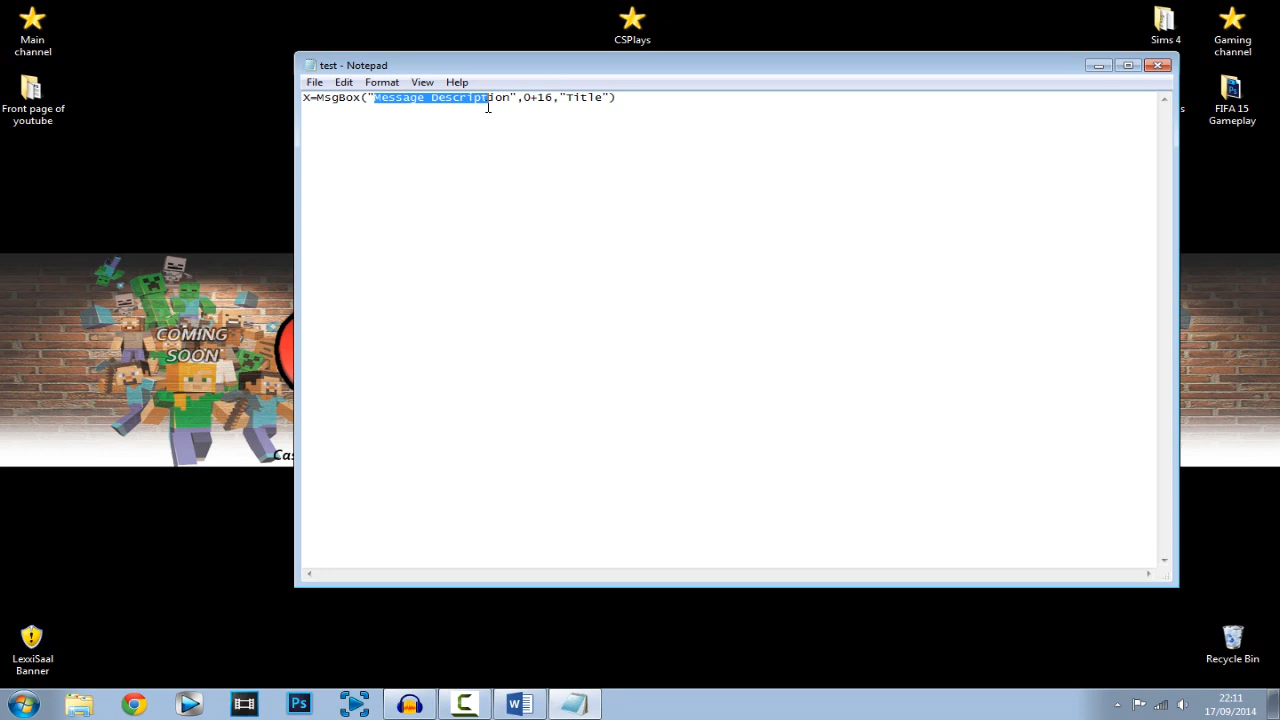 Main
channel
CSPlays
Sims 4
Gaming
channel
Front page of
youtube
FIFA 15
Gameplay
test - Notepad
File Edit Format View Help
X=MsgBox("Message Description",0+16,"Title")
COMING
SOON
LexxiSaal
Banner
Recycle Bin
Ps
W
22:11
17/09/2014